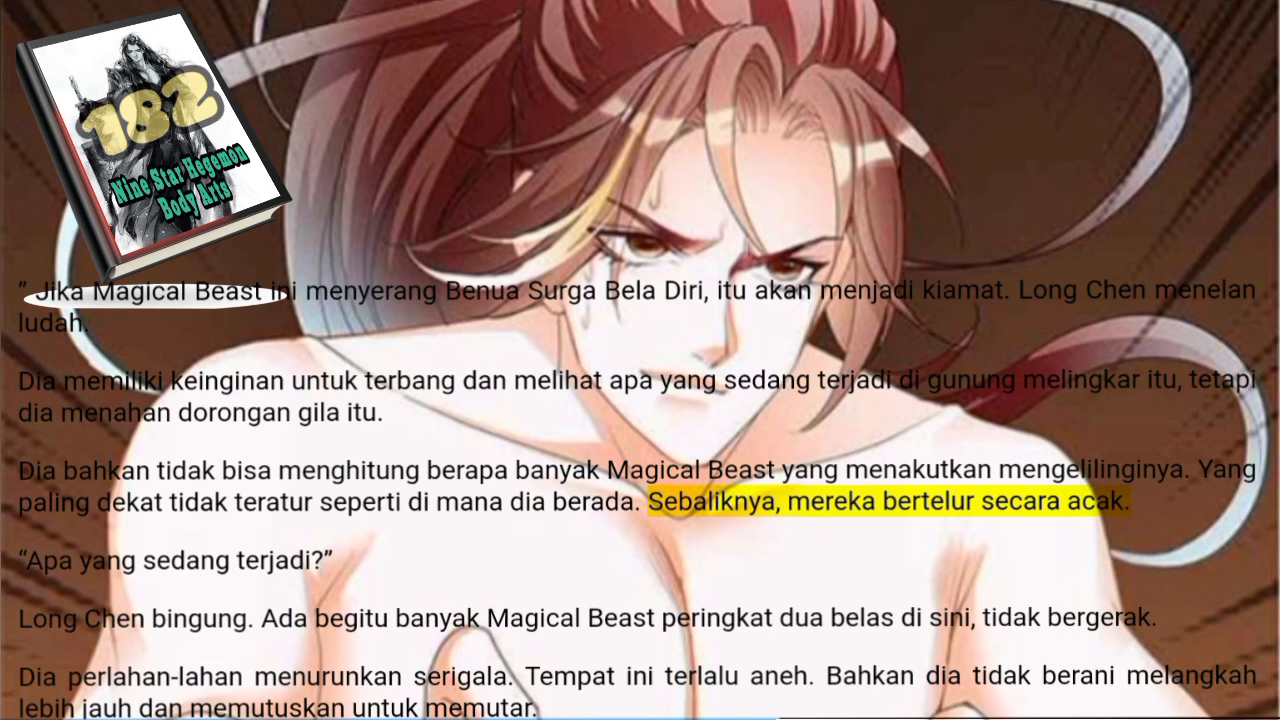 182
Nine Star Hegemon
Body Arts
” Jika Magical Beast ini menyerang Benua Surga Bela Diri, itu akan menjadi kiamat. Long Chen menelan
ludah.
Dia memiliki keinginan untuk terbang dan melihat apa yang sedang terjadi di gunung melingkar itu, tetapi
dia menahan dorongan gila itu.
Dia bahkan tidak bisa menghitung berapa banyak Magical Beast yang menakutkan mengelilinginya. Yang
paling dekat tidak teratur seperti di mana dia berada. Sebaliknya, mereka bertelur secara acak.
“Apa yang sedang terjadi?”
Long Chen bingung. Ada begitu banyak Magical Beast peringkat dua belas di sini, tidak bergerak.
Dia perlahan-lahan menurunkan serigala. Tempat ini terlalu aneh. Bahkan dia tidak berani melangkah
lebih jauh dan memutuskan untuk memutar.